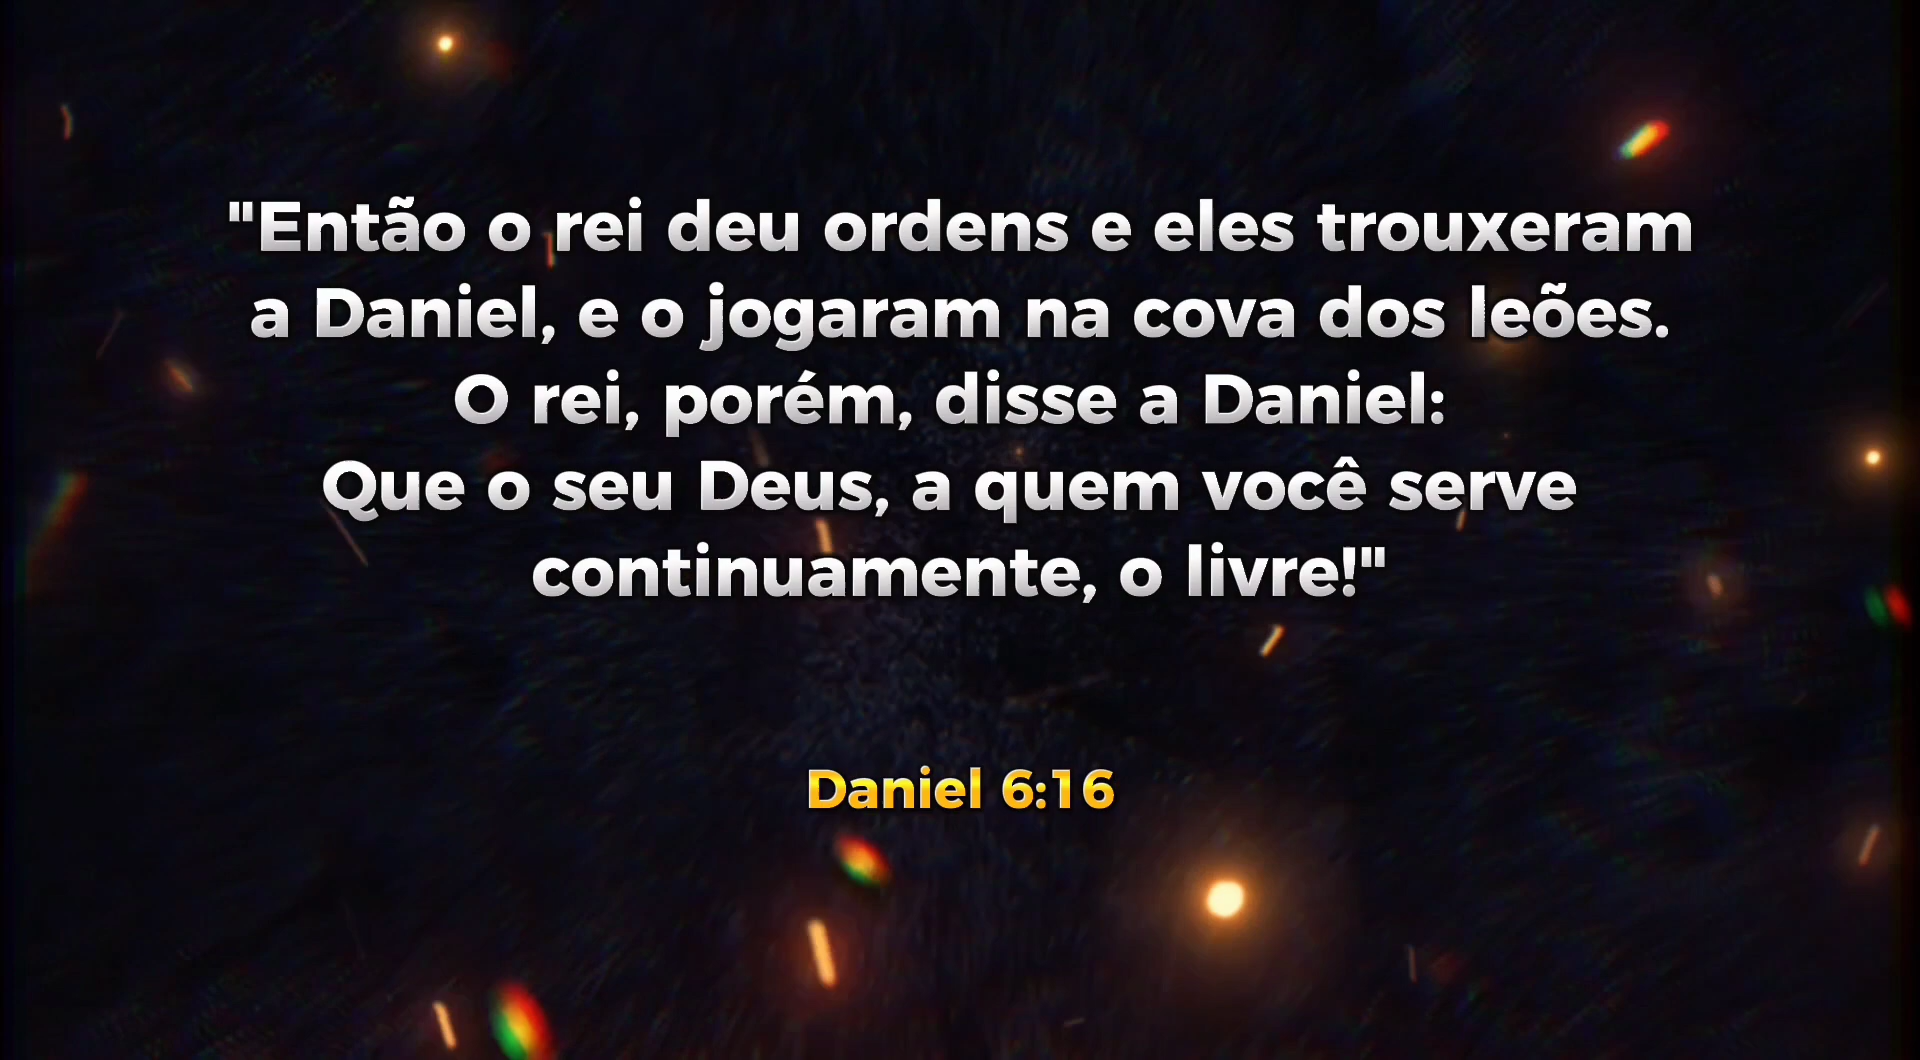 "Então o rei deu ordens e eles trouxeram
a Daniel, e o jogaram na cova dos leões.
O rei, porém, disse a Daniel:
Que o seu Deus, a quem você serve
continuamente, o livre!"
Daniel 6:16